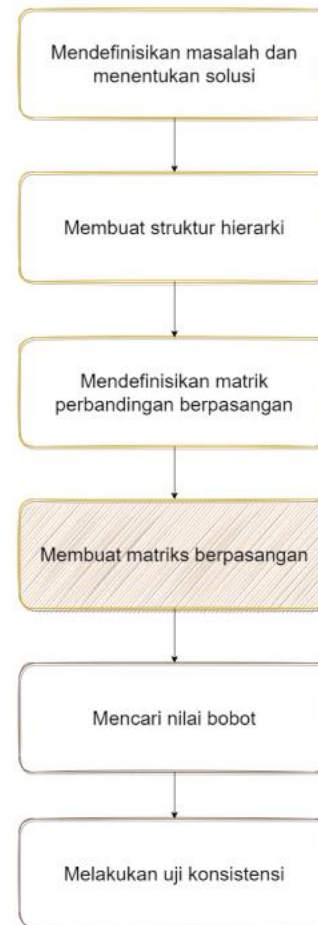 Mendefinisikan masalah dan
menentukan solusi
Membuat struktur hierarki
Mendefinisikan matrik
perbandingan berpasangan
Membuat matriks berpasangan
Mencari nilai bobot
Melakukan uji konsistensi